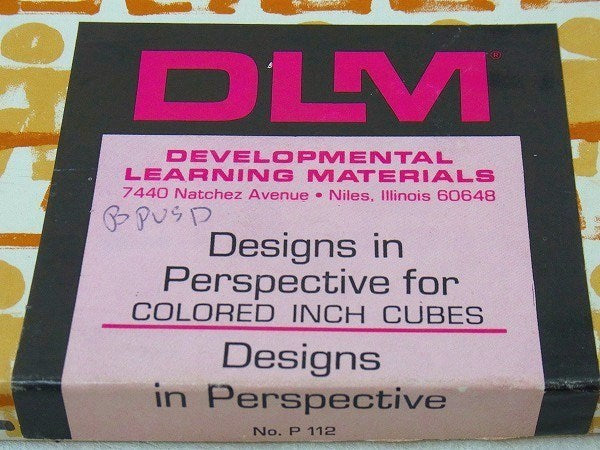 DLM®
DEVELOPMENTAL
LEARNING MATERIALS
7440 Natchez Avenue • Niles, Illinois 60648
Designs in
Perspective for
COLORED INCH CUBES
Designs
in Perspective
No. P 112